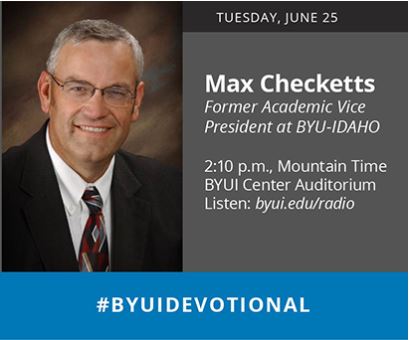 TUESDAY, JUNE 25
Max Checketts
Former Academic Vice
President at BYU-IDAHO
2:10 p.m., Mountain Time
BYUI Center Auditorium
Listen: byui.edu/radio
#BYUIDEVOTIONAL